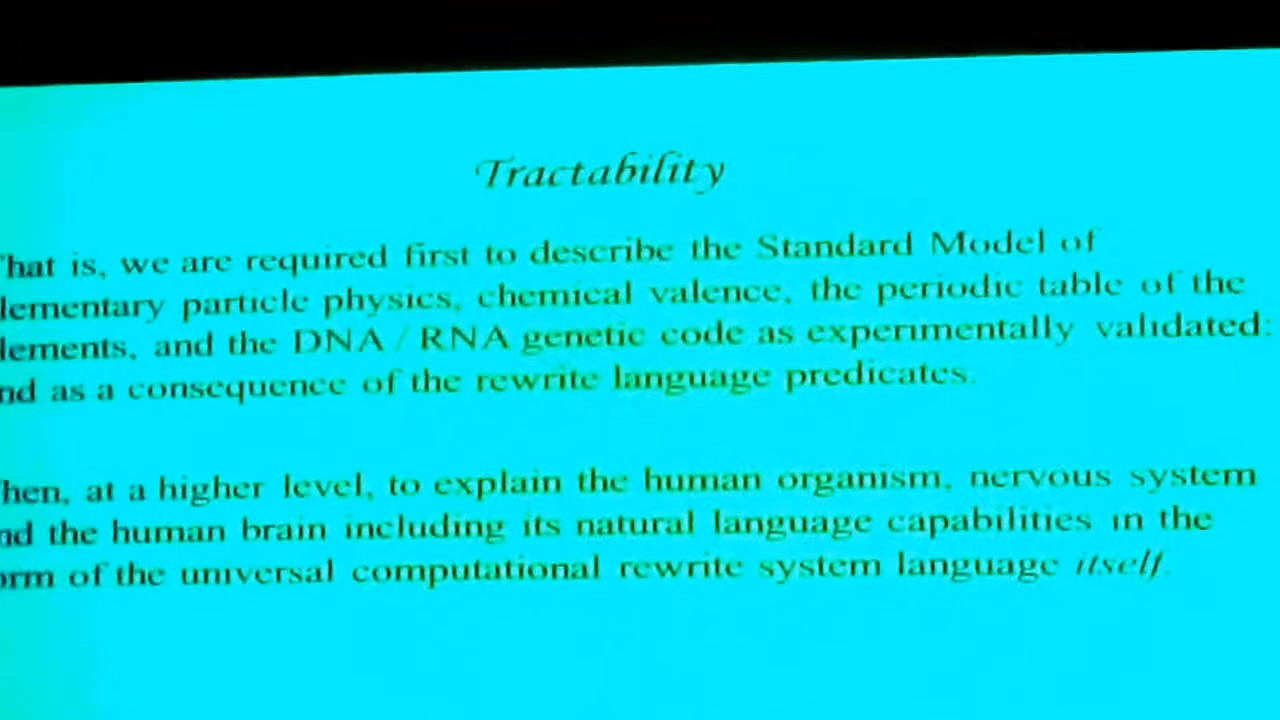 Tractability
hat is, we are required first to describe the Standard Model of
lementary particle physics, chemical valence, the periodic table of the
lements, and the DNA / RNA genetic code as experimentally validated:
nd as a consequence of the rewrite language predicates.
hen, at a higher level, to explain the human organism, nervous system
nd the human brain including its natural language capabilities in the
orm of the universal computational rewrite system language itself.